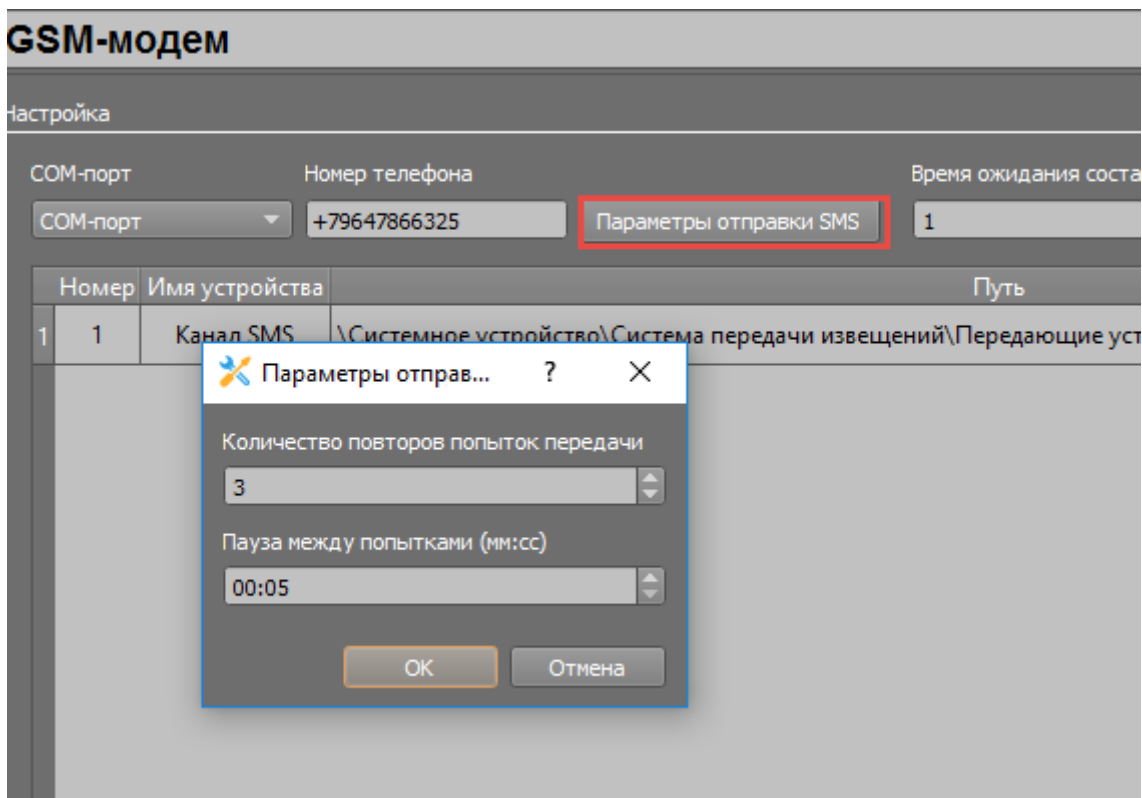 GSM-модем
Настройка
COM-порт Номер телефона Время ожидания соста
COM-порт +79647866325 Параметры отправки SMS 1
Номер Имя устройства Путь
1 1 Канал SMS \Системное устройство\Система передачи извещений\Передающие уст
Параметры отправ... ?
Количество повторов попыток передачи
3
Пауза между попытками (мм:сс)
00:05
OK Отмена